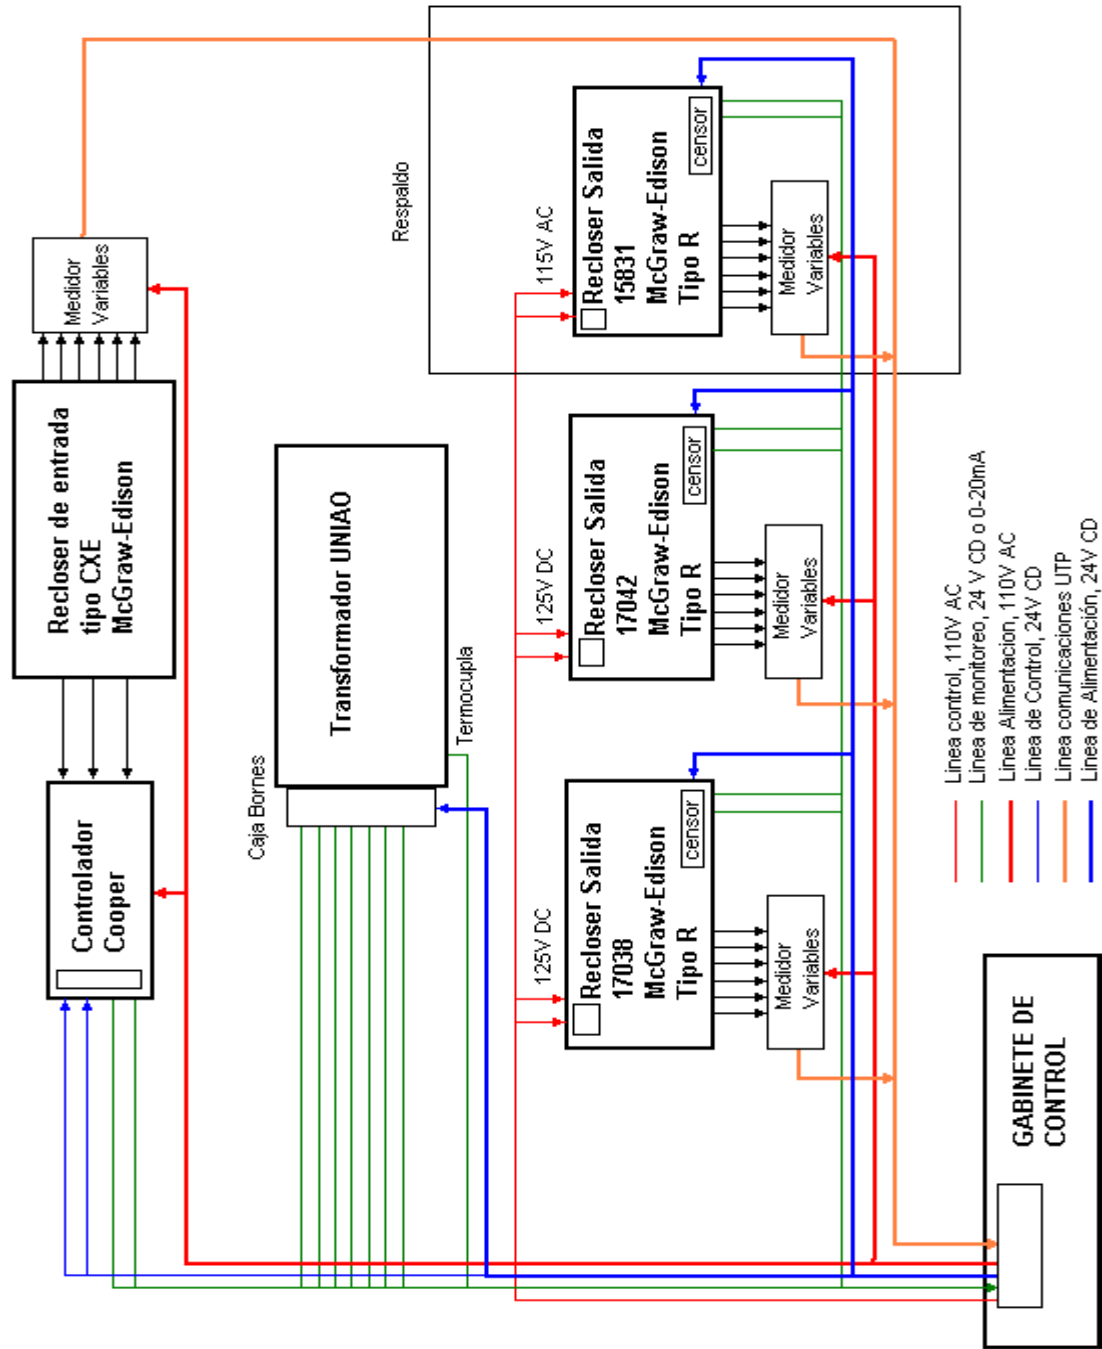 Recloser de entrada
tipo CXE
McGraw-Edison
Medidor
Variables
Controlador
Cooper
Transformador UNIAO
Caja Bornes
Termocupla
Respaldo
125V DC
Recloser Salida
17038
McGraw-Edison
Tipo R
censor
Medidor
Variables
125V DC
Recloser Salida
17042
McGraw-Edison
Tipo R
censor
Medidor
Variables
115V AC
Recloser Salida
15831
McGraw-Edison
Tipo R
censor
Medidor
Variables
GABINETE DE
CONTROL
Linea control, 110V AC
Linea de monitoreo, 24 V CD o 0-20mA
Linea Alimentacion, 110V AC
Linea de Control, 24V CD
Linea comunicaciones UTP
Linea de Alimentación, 24V CD